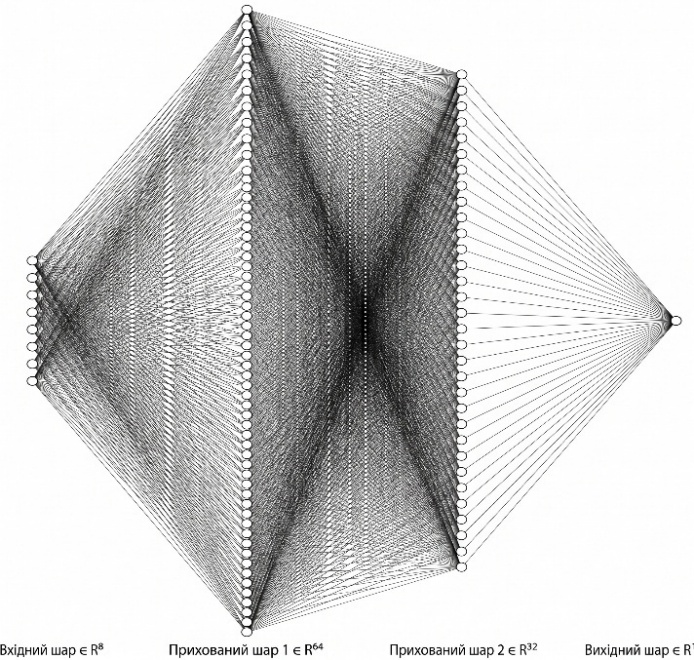 Вхідний шар ∈ R⁸
Прихований шар 1 ∈ R⁶⁴
Прихований шар 2 ∈ R³²
Вихідний шар ∈ R¹